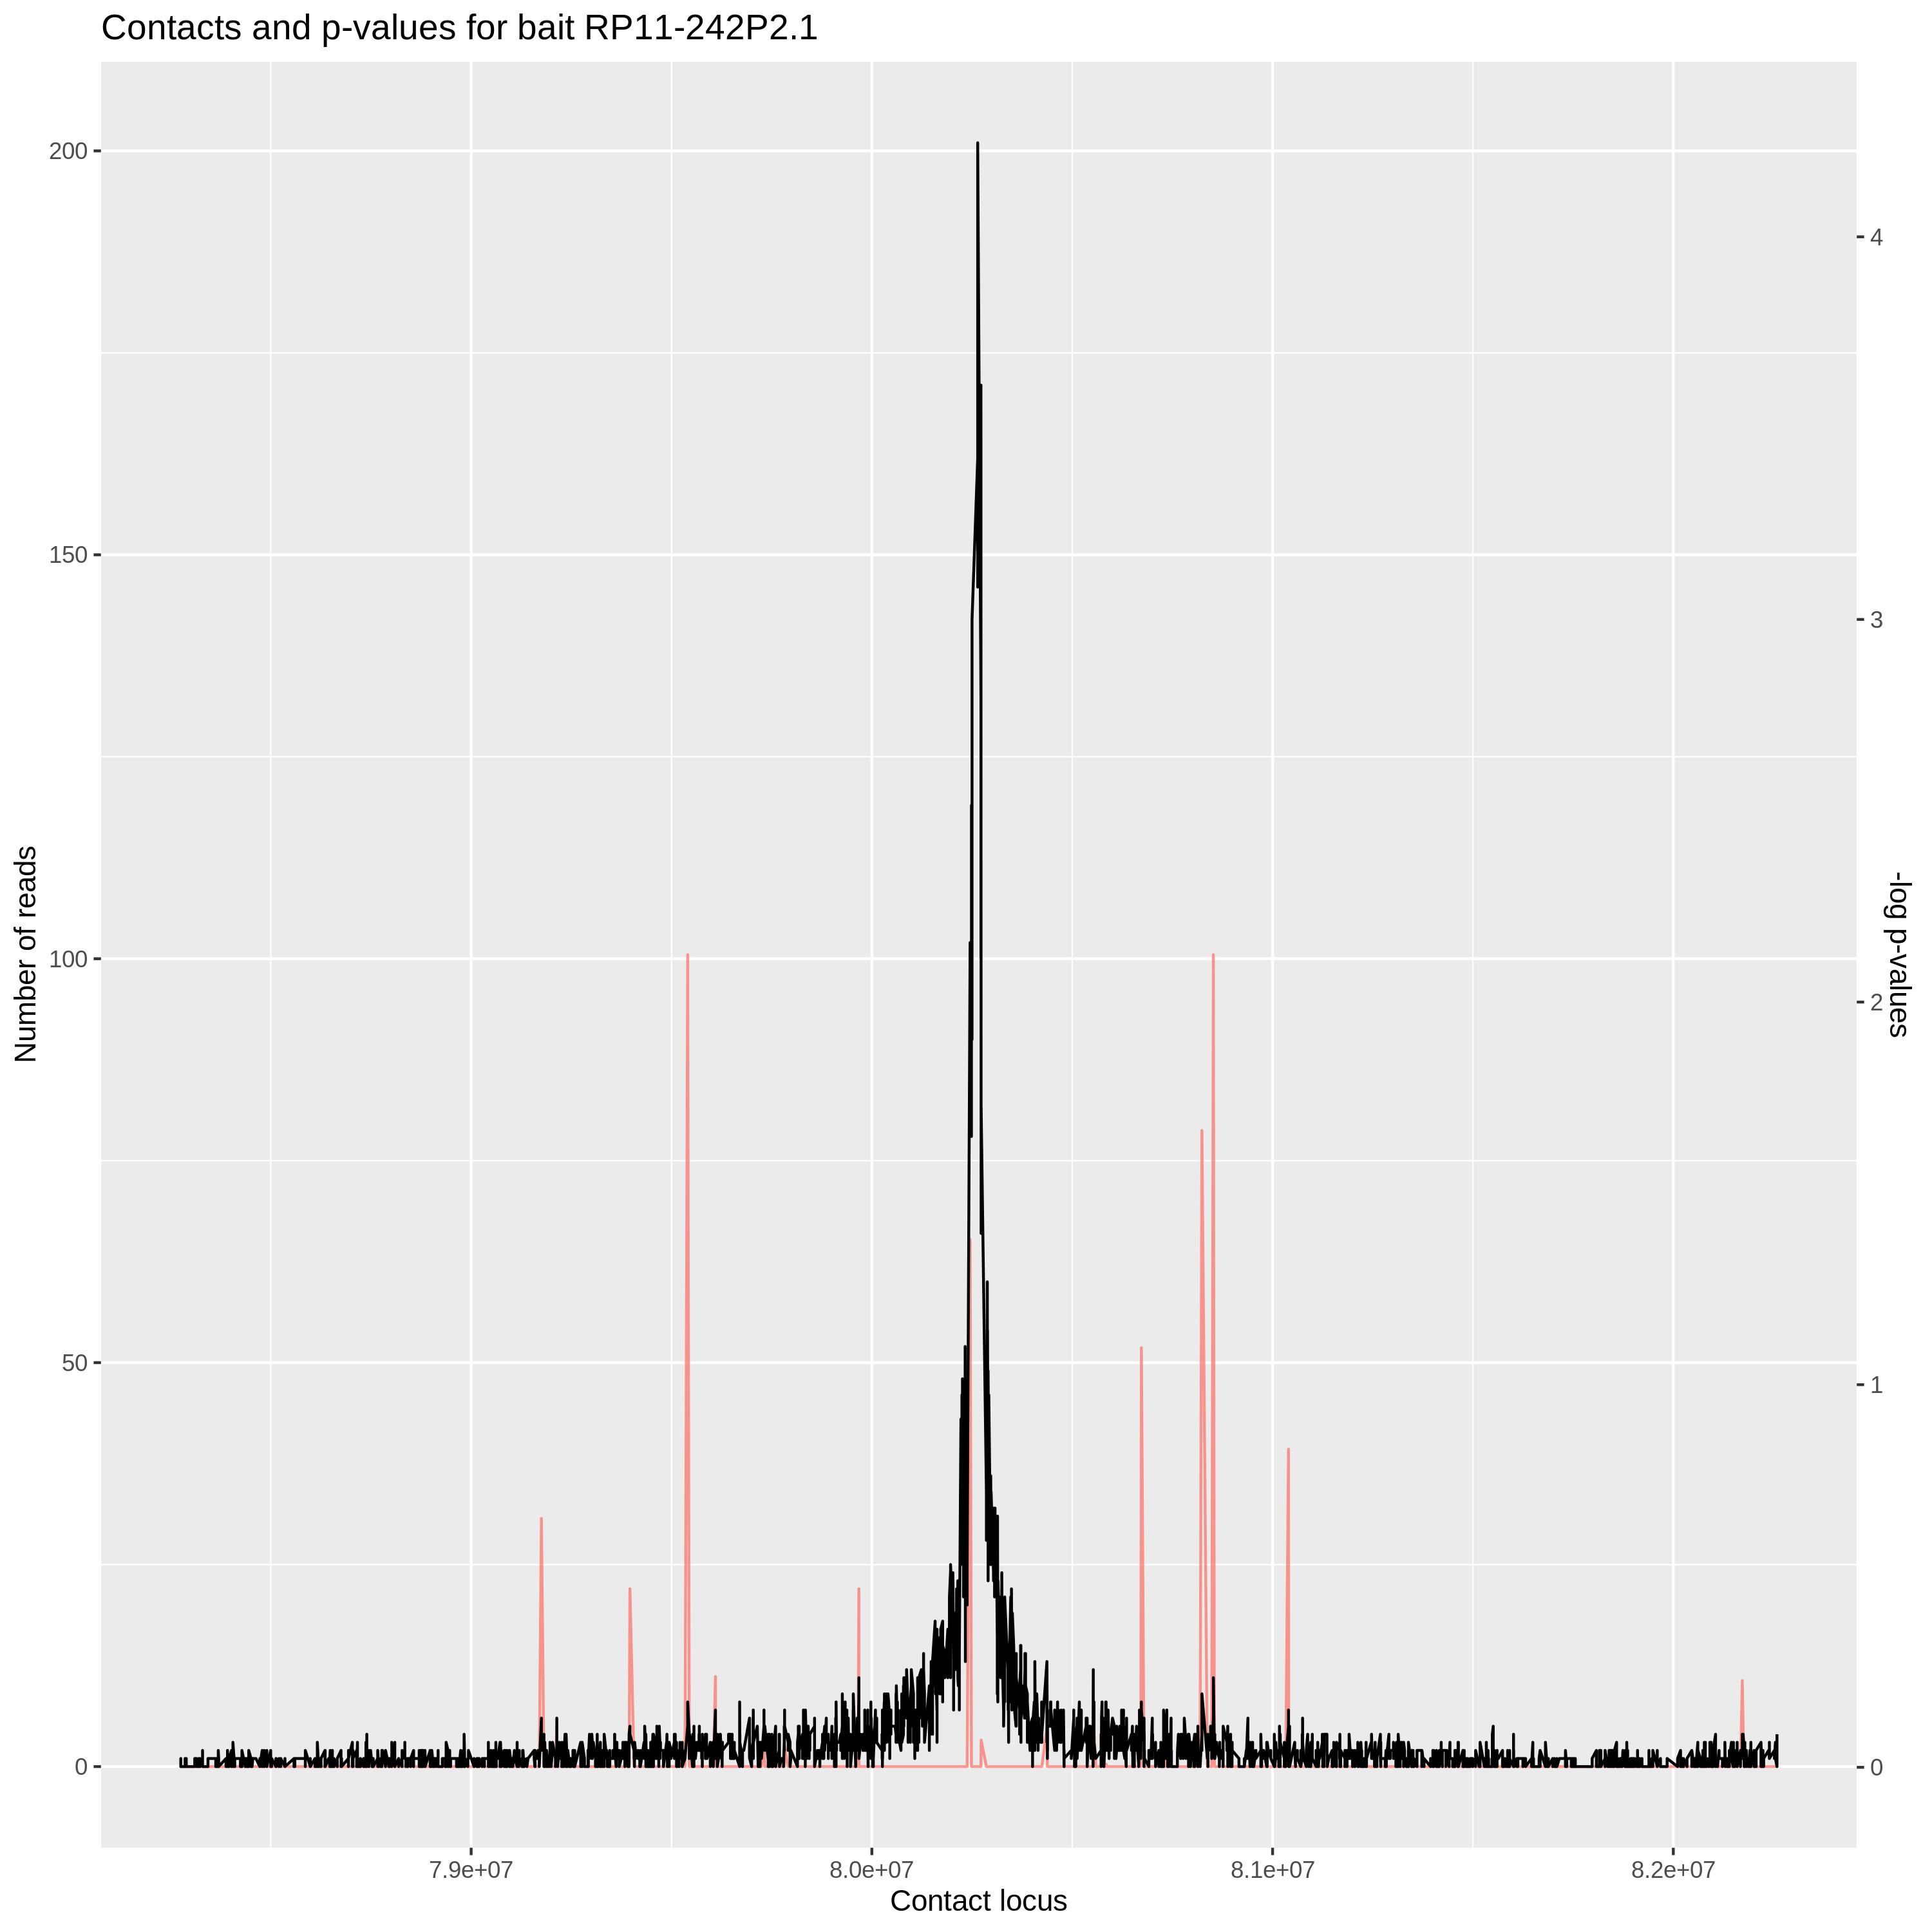 Contacts and p-values for bait RP11-242P2.1
200
150
100
50
0
Number of reads
4
3
2
1
0
-log p-values
7.9e+07
8.0e+07
8.1e+07
8.2e+07
Contact locus